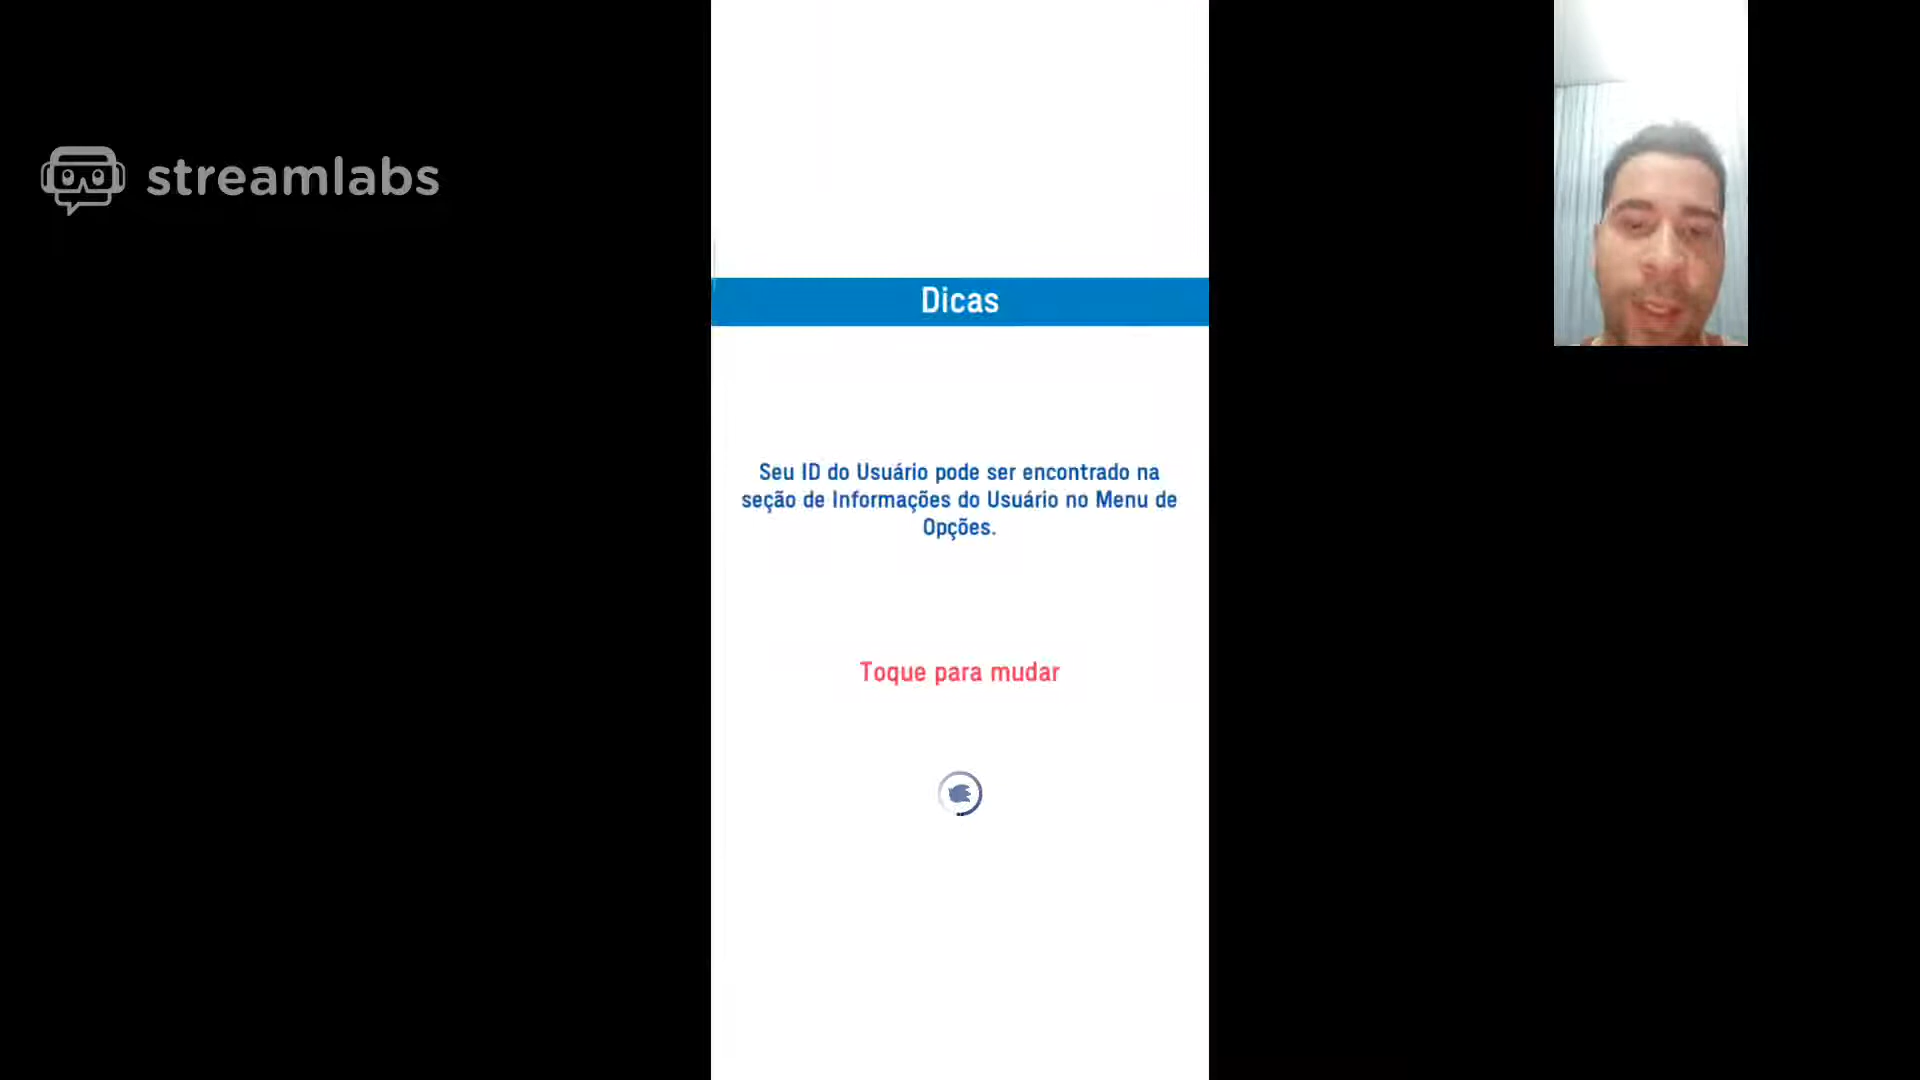 streamlabs
Dicas
Seu ID do Usuário pode ser encontrado na
seção de Informações do Usuário no Menu de
Opções.
Toque para mudar